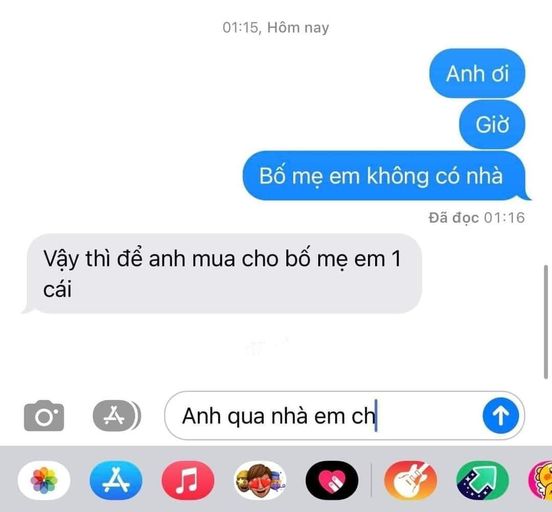 01:15, Hôm nay
Anh ơi
Giờ
Bố mẹ em không có nhà
Đã đọc 01:16
Vậy thì để anh mua cho bố mẹ em 1
cái
Anh qua nhà em ch